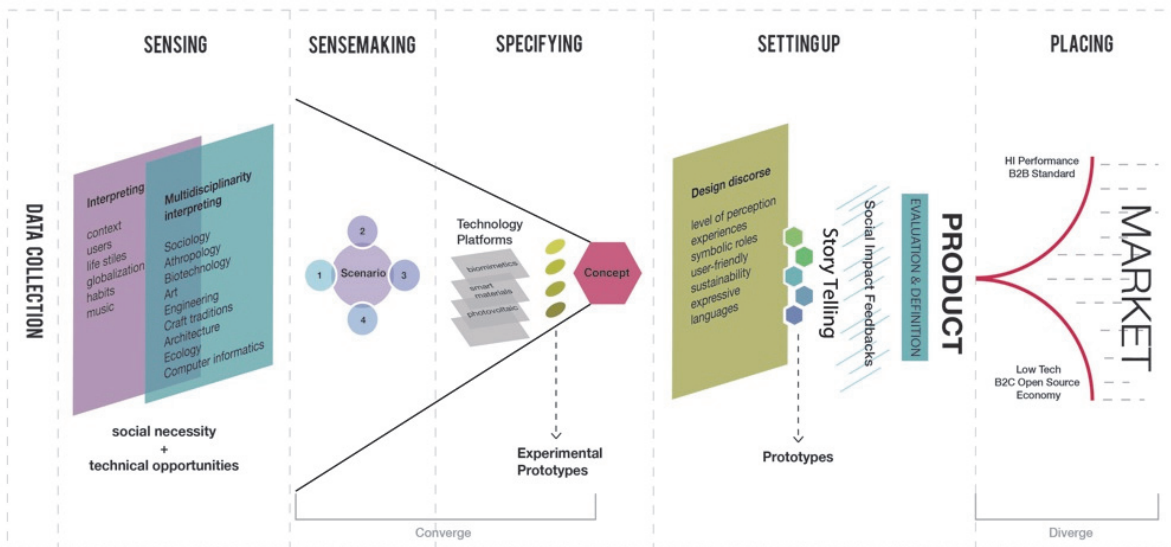 SENSING
SENSEMAKING
SPECIFYING
SETTING UP
PLACING
DATA COLLECTION
Interpreting
context
users
life stiles
globalization
habits
music
Multidisciplinarity
interpreting
Sociology
Athropology
Biotechnology
Art
Engineering
Craft traditions
Architecture
Ecology
Computer informatics
social necessity
+
technical opportunities
2
1
Scenario
3
4
Technology
Platforms
biomimetics
smart
materials
photovoltaic
Concept
Experimental
Prototypes
Converge
Design discorse
level of perception
experiences
symbolic roles
user-friendly
sustainability
expressive
languages
Story Telling
Social Impact Feedbacks
EVALUATION & DEFINITION
PRODUCT
Prototypes
HI Performance
B2B Standard
MARKET
Low Tech
B2C Open Source
Economy
Diverge